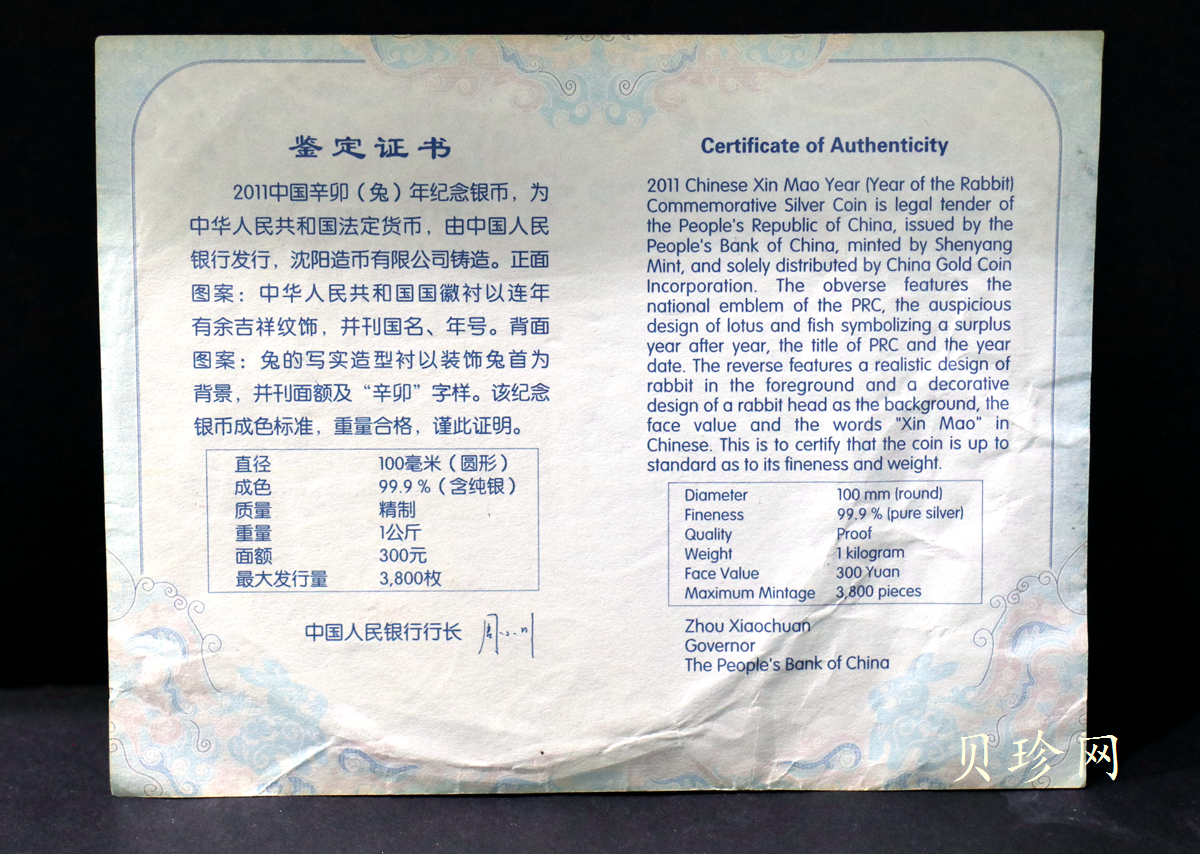 鉴定证书
2011中国辛卯（兔）年纪念银币，为
中华人民共和国法定货币，由中国人民
银行发行，沈阳造币有限公司铸造。正面
图案：中华人民共和国国徽衬以连年
有余吉祥纹饰，并刊国名、年号。背面
图案：兔的写实造型衬以装饰兔首为
背景，并刊面额及“辛卯”字样。该纪念
银币成色标准，重量合格，谨此证明。
直径 100毫米（圆形）
成色 99.9％（含纯银）
质量 精制
重量 1公斤
面额 300元
最大发行量 3,800枚
中国人民银行行长
Certificate of Authenticity
2011 Chinese Xin Mao Year (Year of the Rabbit)
Commemorative Silver Coin is legal tender of
the People's Republic of China, issued by the
People's Bank of China, minted by Shenyang
Mint, and solely distributed by China Gold Coin
Incorporation. The obverse features the
national emblem of the PRC, the auspicious
design of lotus and fish symbolizing a surplus
year after year, the title of PRC and the year
date. The reverse features a realistic design of
rabbit in the foreground and a decorative
design of a rabbit head as the background, the
face value and the words "Xin Mao" in
Chinese. This is to certify that the coin is up to
standard as to its fineness and weight.
Diameter 100 mm (round)
Fineness 99.9 % (pure silver)
Quality Proof
Weight 1 kilogram
Face Value 300 Yuan
Maximum Mintage 3,800 pieces
Zhou Xiaochuan
Governor
The People's Bank of China
贝珍网